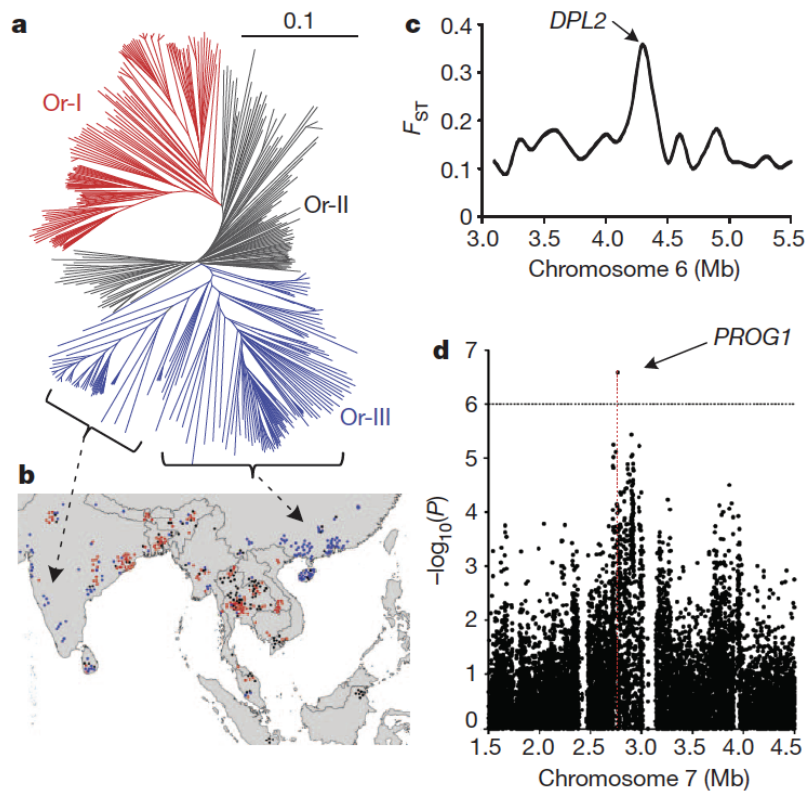 a
0.1
Or-I
Or-II
Or-III
b
c
DPL2
0.4
0.3
0.2
0.1
0
FST
3.0 3.5 4.0 4.5 5.0 5.5
Chromosome 6 (Mb)
d
PROG1
7
6
5
4
3
2
1
0
−log10(P)
1.5 2.0 2.5 3.0 3.5 4.0 4.5
Chromosome 7 (Mb)